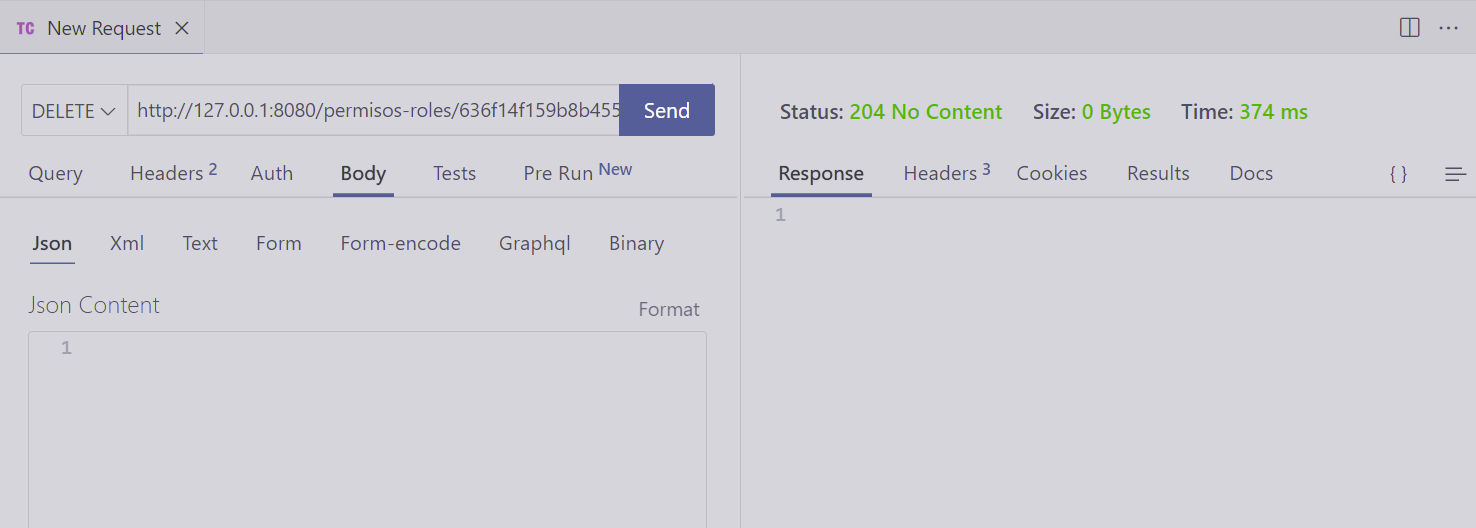 TC New Request
DELETE http://127.0.0.1:8080/permisos-roles/636f14f159b8b455 Send
Status: 204 No Content Size: 0 Bytes Time: 374 ms
Query Headers 2 Auth Body Tests Pre Run New
Response Headers 3 Cookies Results Docs { }
1
Json Xml Text Form Form-encode Graphql Binary
Json Content
Format
1